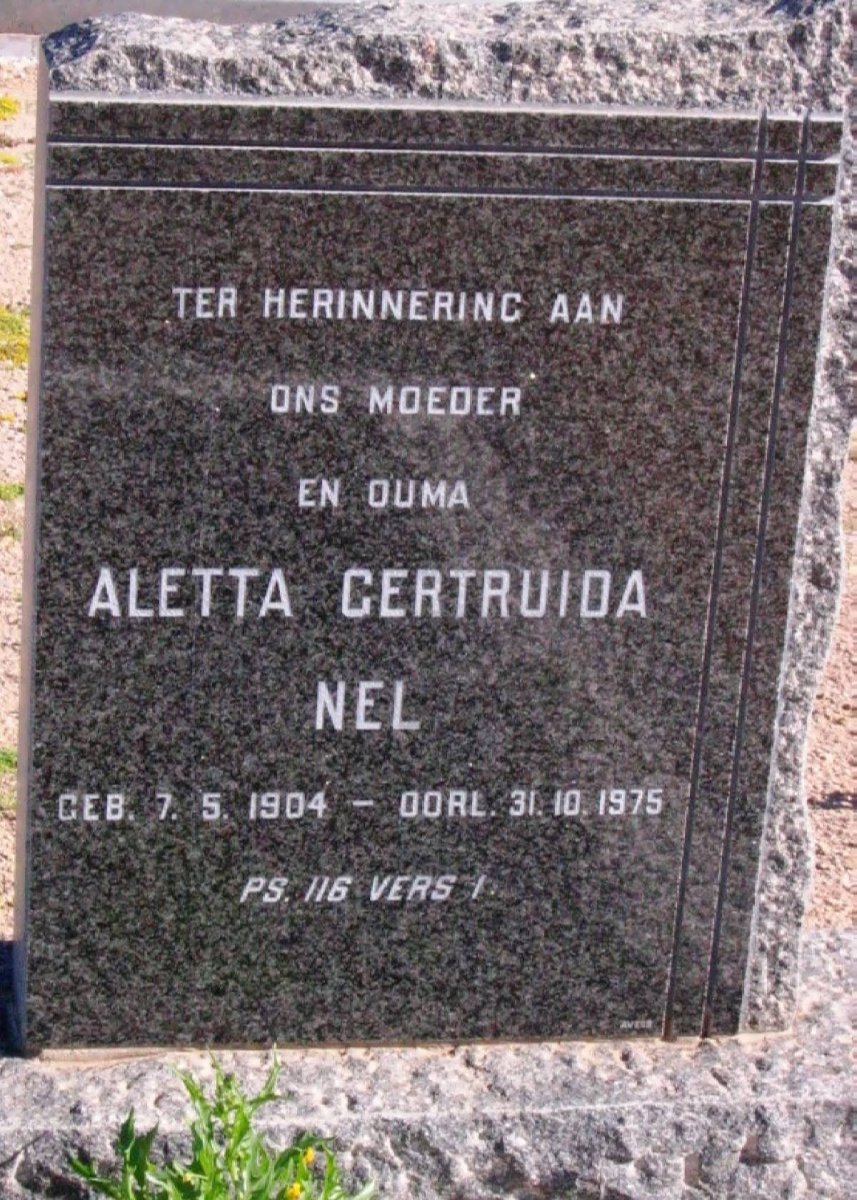 TER HERINNERING AAN
ONS MOEDER
EN OUMA
ALETTA GERTRUIDA
NEL
GEB. 7. 5. 1904 – OORL. 31. 10. 1975
PS. 116 VERS 1